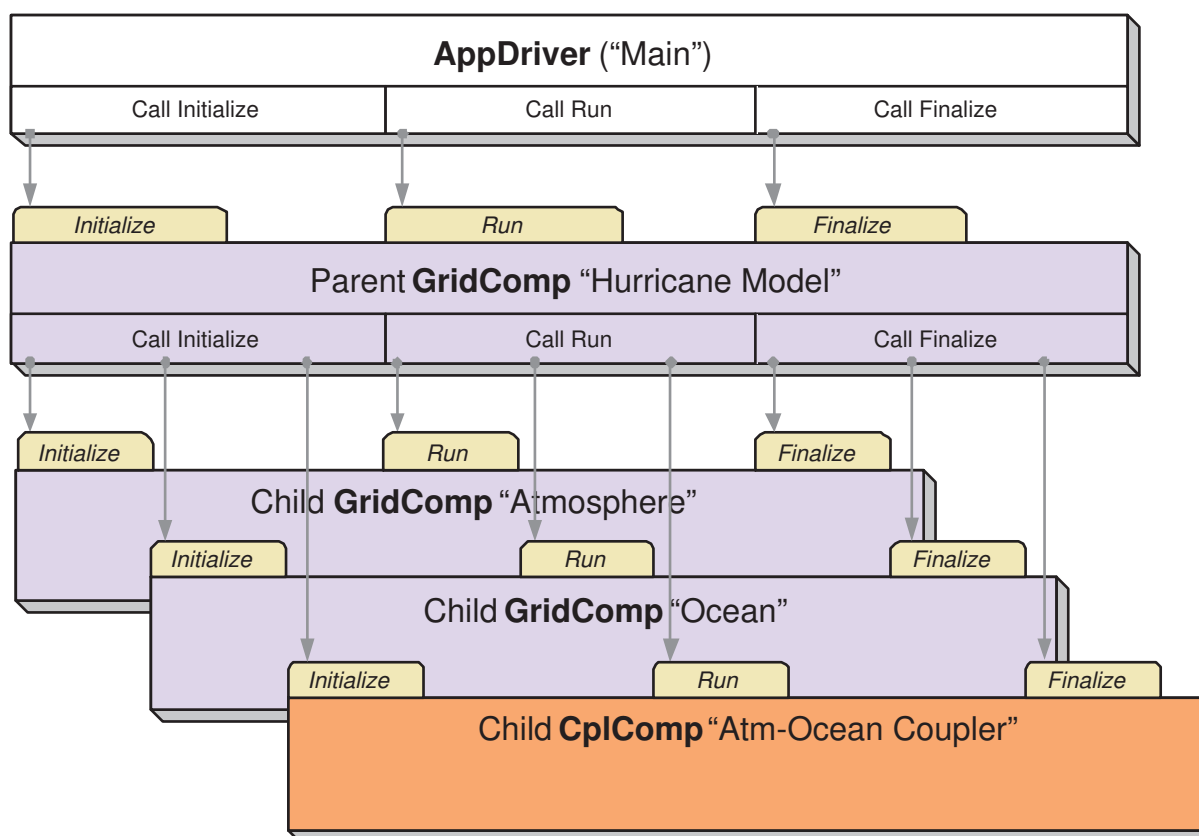 AppDriver (“Main”)
Call Initialize
Call Run
Call Finalize
Initialize
Run
Finalize
Parent GridComp “Hurricane Model”
Call Initialize
Call Run
Call Finalize
Initialize
Run
Finalize
Child GridComp “Atmosphere”
Initialize
Run
Finalize
Child GridComp “Ocean”
Initialize
Run
Finalize
Child CplComp “Atm-Ocean Coupler”